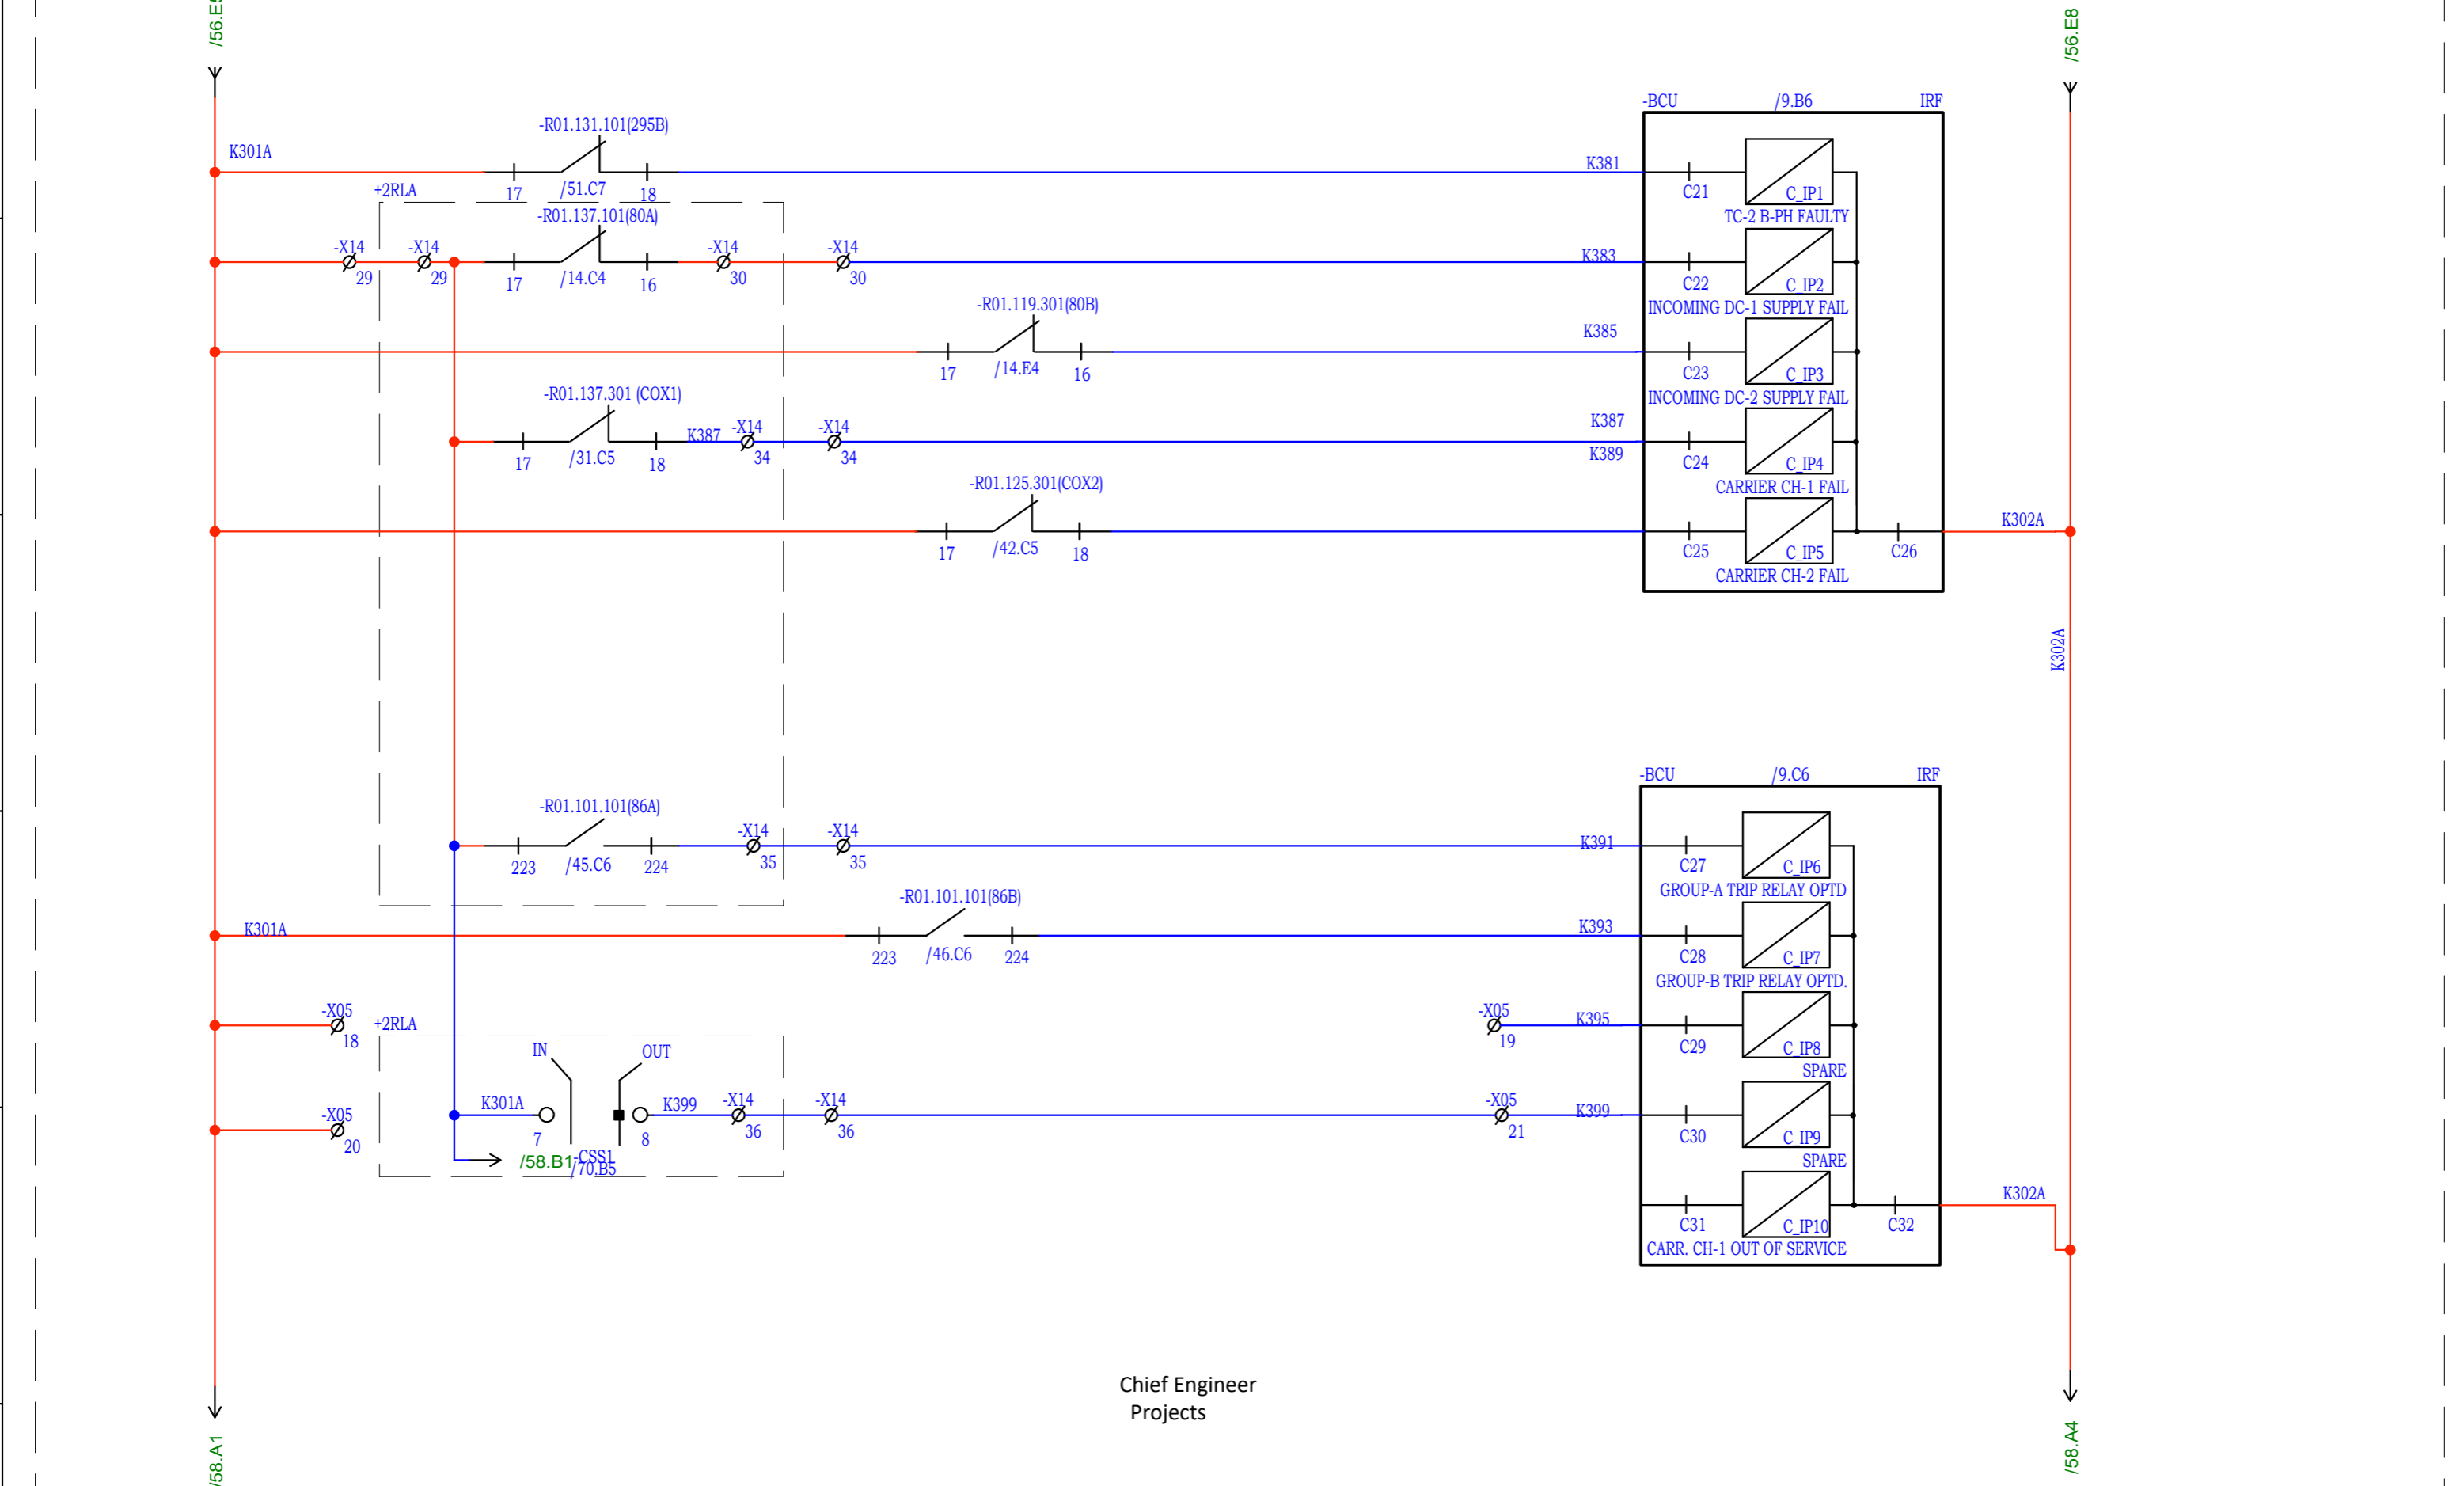 /56.E8
-BCU /9.B6 IRF
-R01.131.101(295B)
K301A
K381
17 /51.C7 18
C21 C_IP1
+2RLA
TC-2 B-PH FAULTY
-R01.137.101(80A)
-X14 -X14 -X14 -X14
K383
29 29 17 /14.C4 16 30 30
C22 C_IP2
INCOMING DC-1 SUPPLY FAIL
-R01.119.301(80B)
K385
17 /14.E4 16
C23 C_IP3
INCOMING DC-2 SUPPLY FAIL
-R01.137.301 (COX1)
K387 -X14 -X14
K387
K389
17 /31.C5 18 34 34
C24 C_IP4
CARRIER CH-1 FAIL
-R01.125.301(COX2)
K302A
17 /42.C5 18
C25 C_IP5 C26
CARRIER CH-2 FAIL
K302A
-BCU /9.C6 IRF
-R01.101.101(86A)
-X14 -X14
K391
223 /45.C6 224 35 35
C27 C_IP6
GROUP-A TRIP RELAY OPTD
-R01.101.101(86B)
K301A
K393
223 /46.C6 224
C28 C_IP7
GROUP-B TRIP RELAY OPTD.
-X05 +2RLA
-X05 K395
18
19
C29 C_IP8
SPARE
IN OUT
-X05 K301A K399 -X14 -X14
-X05 K399
20 7 8 36 36
21
C30 C_IP9
SPARE
/58.B1 -CSS1
/70.B5
K302A
C31 C_IP10 C32
CARR. CH-1 OUT OF SERVICE
Chief Engineer
Projects
/58.A1
/58.A4